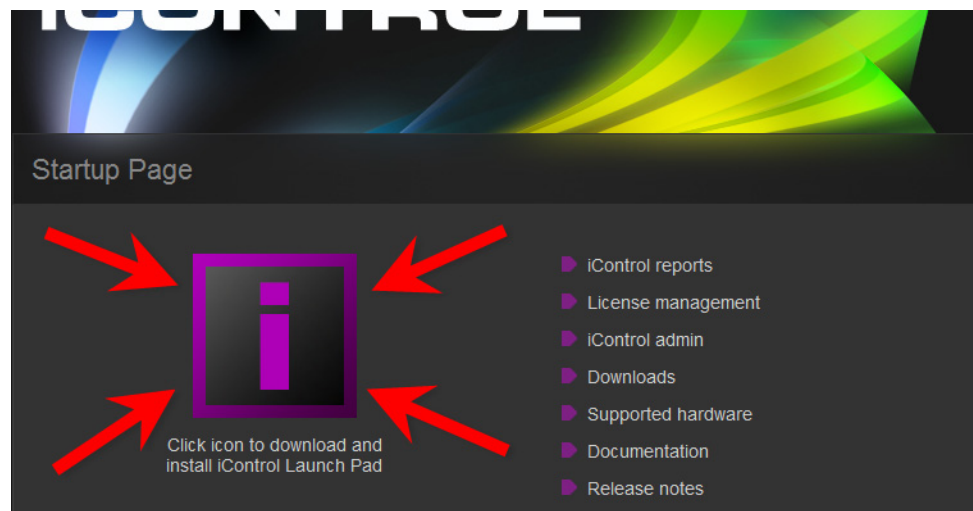 iCONTROL
Startup Page
i
Click icon to download and
install iControl Launch Pad
iControl reports
License management
iControl admin
Downloads
Supported hardware
Documentation
Release notes